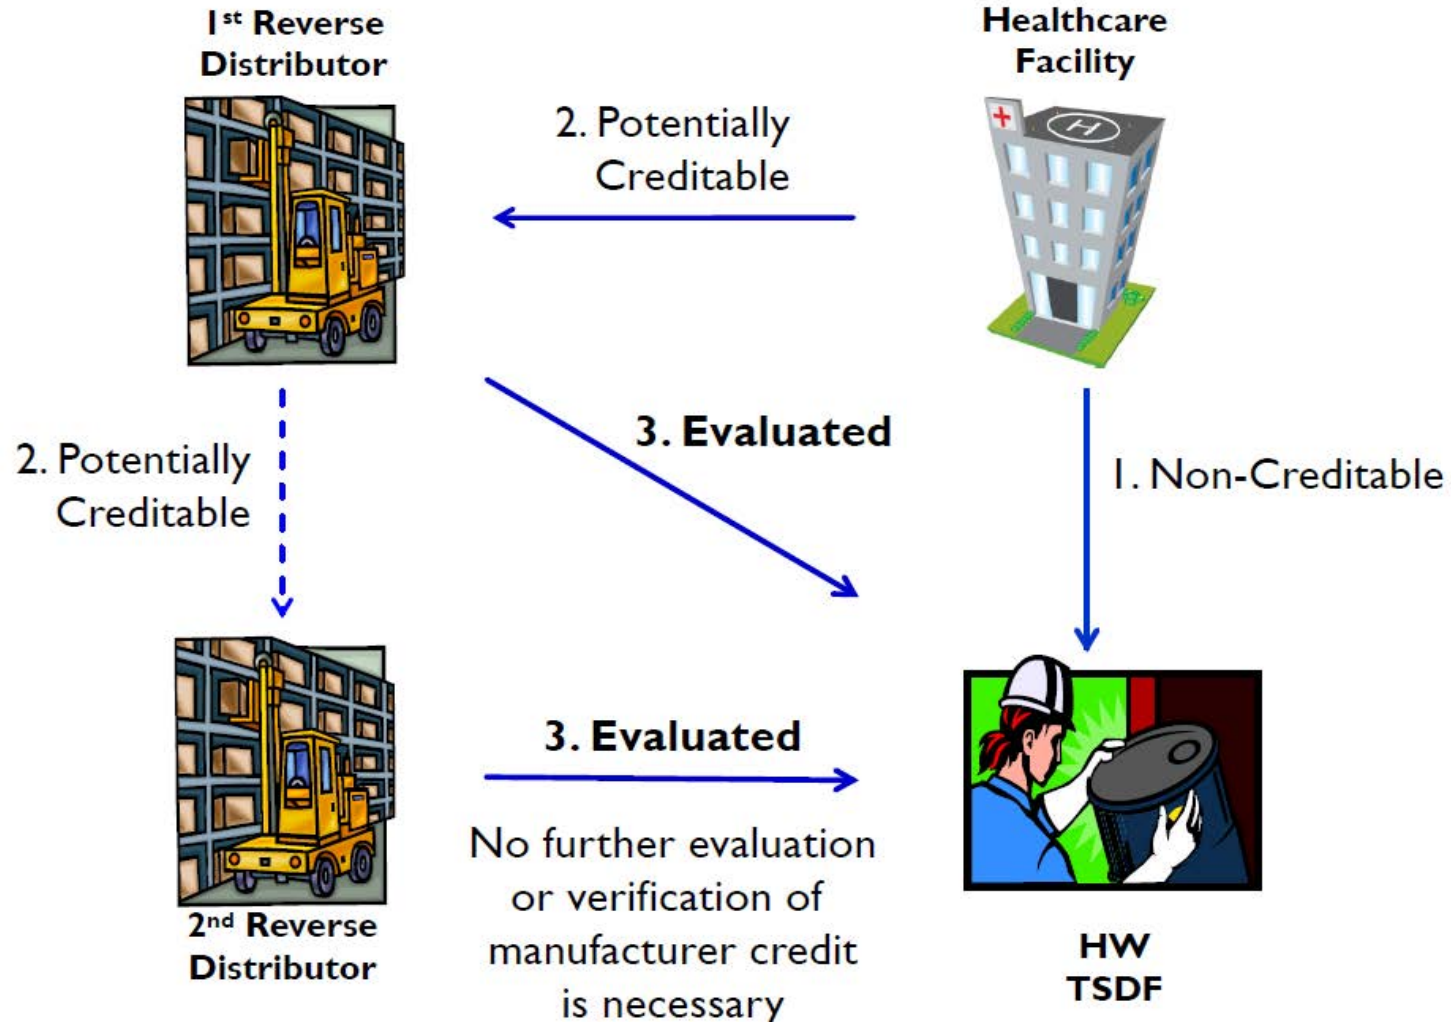 1st Reverse
Distributor
Healthcare
Facility
H
2. Potentially
Creditable
3. Evaluated
2. Potentially
Creditable
1. Non-Creditable
3. Evaluated
No further evaluation
or verification of
manufacturer credit
is necessary
2nd Reverse
Distributor
HW
TSDF